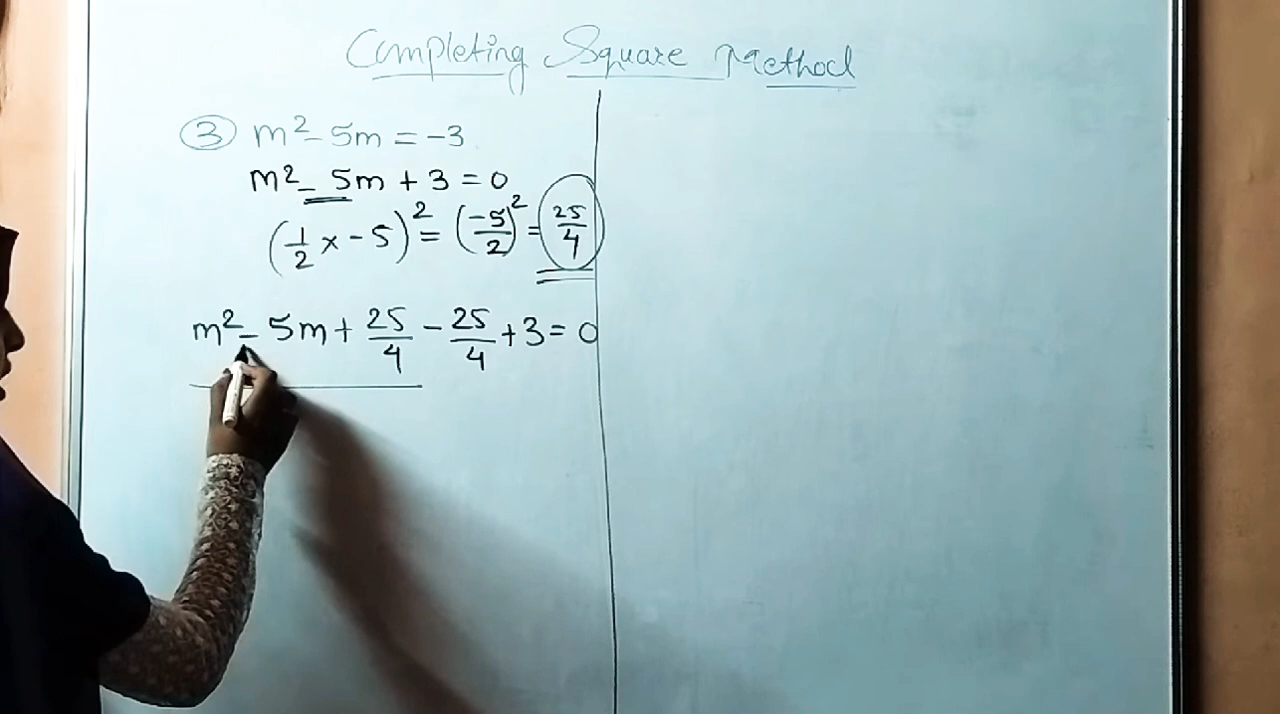 Completing Square Method
③ m² - 5m = -3
m² - 5m + 3 = 0
(1/2 x - 5)² = (-5/2)² = 25/4
m² - 5m + 25/4 - 25/4 + 3 = 0